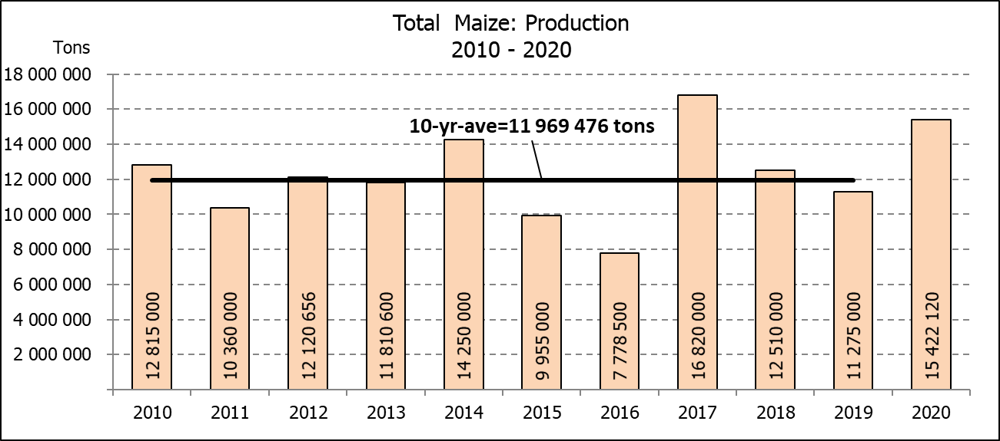 Total  Maize: Production
2010 - 2020
Tons
18 000 000
16 000 000
14 000 000
12 000 000
10 000 000
8 000 000
6 000 000
4 000 000
2 000 000
10-yr-ave=11 969 476 tons
12 815 000
10 360 000
12 120 656
11 810 600
14 250 000
9 955 000
7 778 500
16 820 000
12 510 000
11 275 000
15 422 120
2010 2011 2012 2013 2014 2015 2016 2017 2018 2019 2020